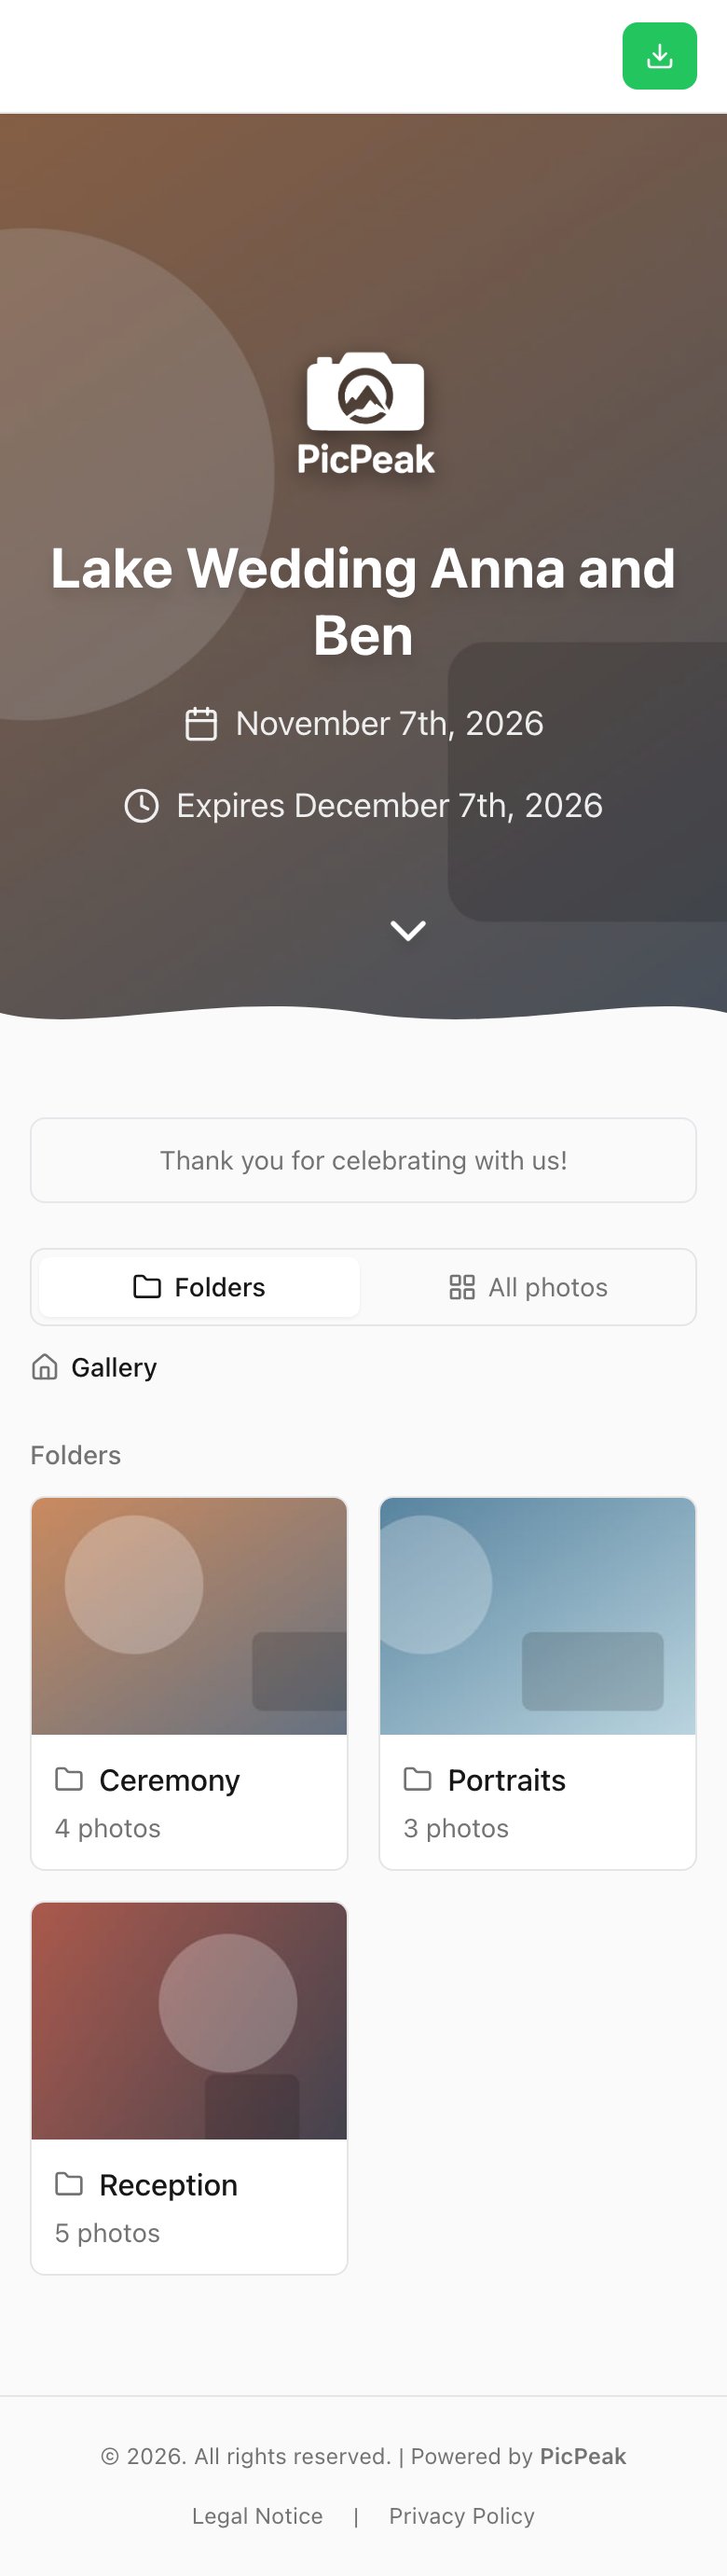 PicPeak
Lake Wedding Anna and
Ben
November 7th, 2026
Expires December 7th, 2026
Thank you for celebrating with us!
Folders
All photos
Gallery
Folders
Ceremony
4 photos
Portraits
3 photos
Reception
5 photos
© 2026. All rights reserved. | Powered by PicPeak
Legal Notice | Privacy Policy